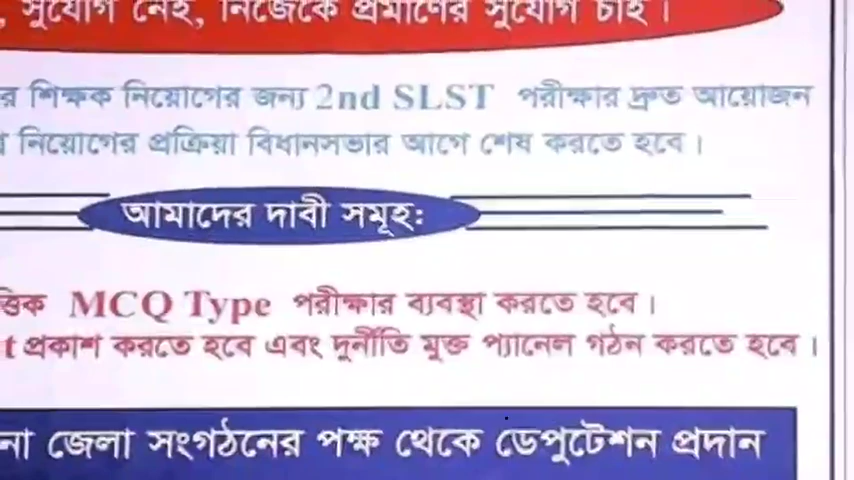 সুযোগ নেই, নিজেকে প্রমাণের সুযোগ চাই।
র শিক্ষক নিয়োগের জন্য 2nd SLST পরীক্ষার দ্রুত আয়োজন
নিয়োগের প্রক্রিয়া বিধানসভার আগে শেষ করতে হবে।
আমাদের দাবী সমূহ:
ত্তিক MCQ Type পরীক্ষার ব্যবস্থা করতে হবে।
t প্রকাশ করতে হবে এবং দুর্নীতি মুক্ত প্যানেল গঠন করতে হবে।
না জেলা সংগঠনের পক্ষ থেকে ডেপুটেশন প্রদান